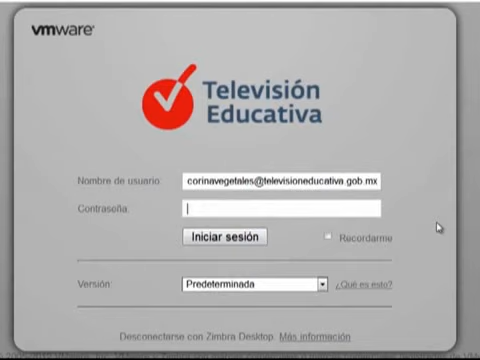 vmware
Televisión
Educativa
Nombre de usuario: corinavegetales@televisioneducativa.gob.mx
Contraseña:
Iniciar sesión Recordarme
Versión: Predeterminada ¿Qué es esto?
Desconectarse con Zimbra Desktop. Más información